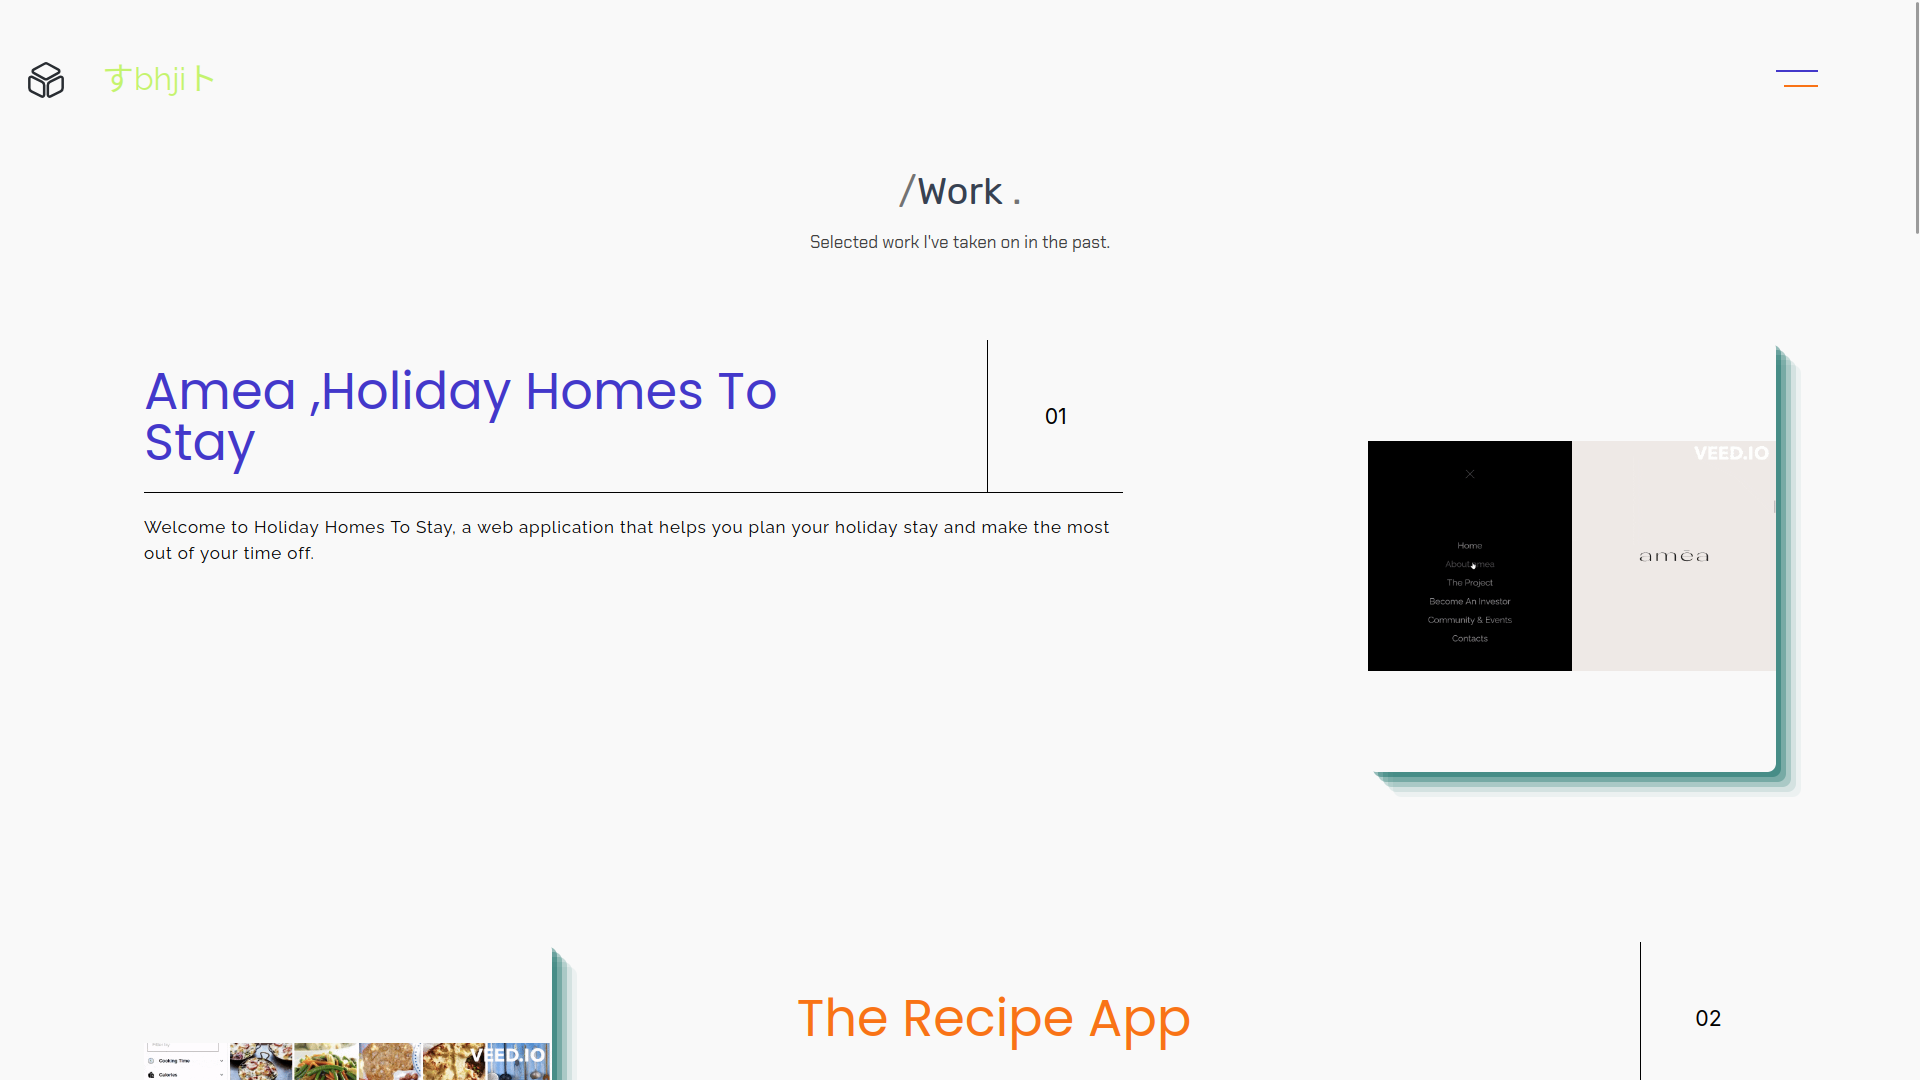 すbhjiト
/Work .
Selected work I've taken on in the past.
Amea ,Holiday Homes To
Stay
01
Welcome to Holiday Homes To Stay, a web application that helps you plan your holiday stay and make the most
out of your time off.
VEED.IO
Home
About amea
The Project
Become An Investor
Community & Events
Contacts
amēa
The Recipe App
02
VEED.IO
Cooking Time
Calories